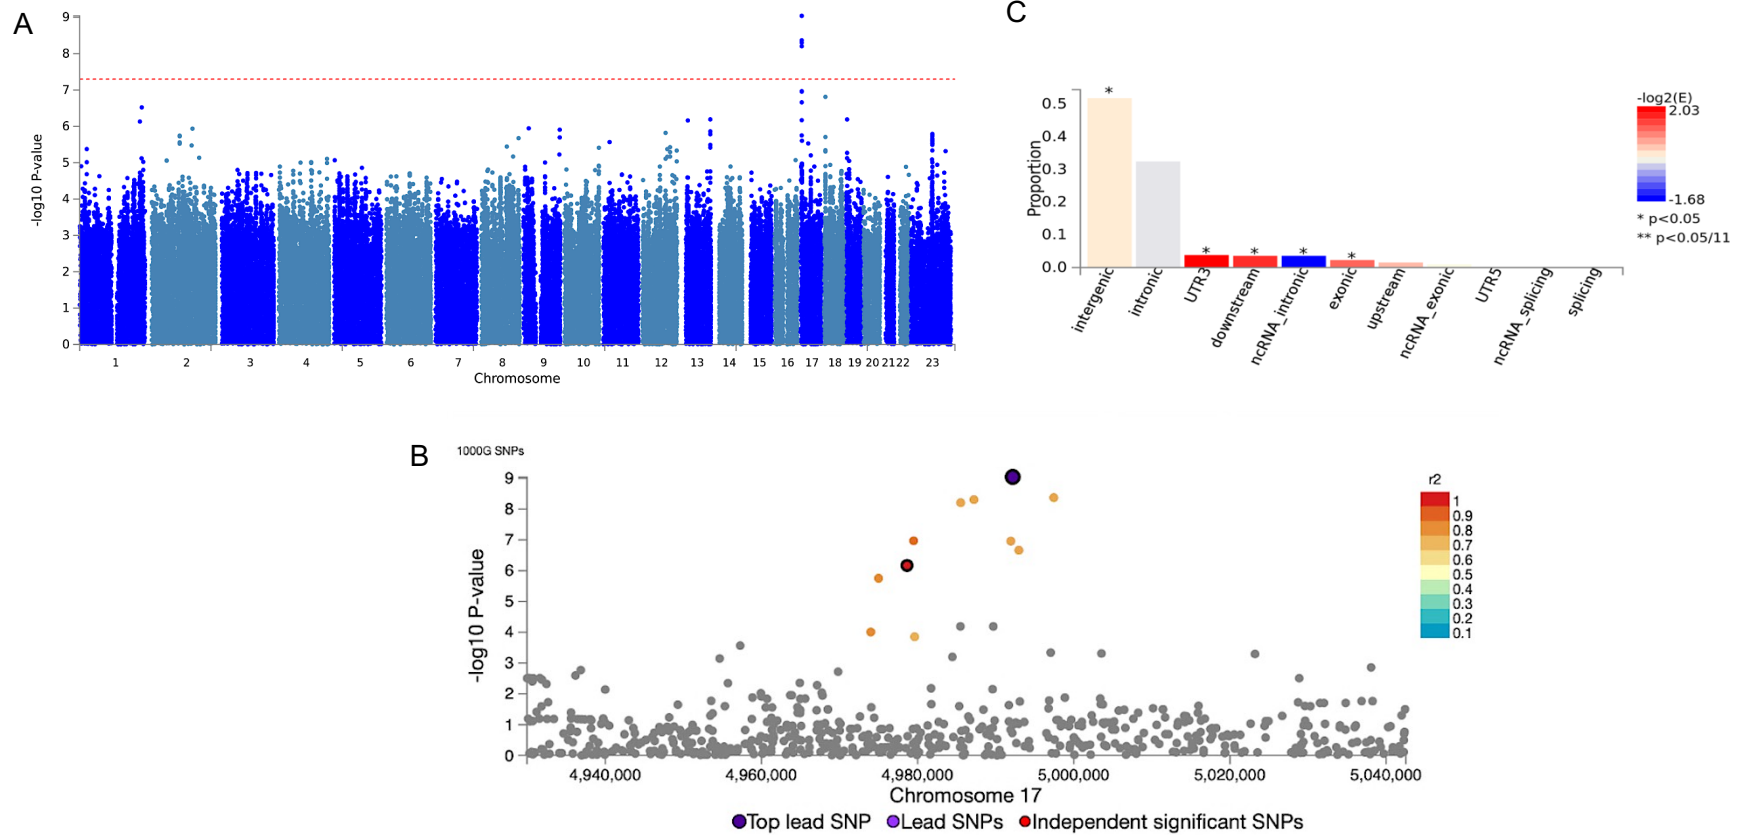 A
9
8
7
6
5
4
3
2
1
0
-log10 P-value
1 2 3 4 5 6 7 8 9 10 11 12 13 14 15 16 17 18 19 20 21 22 23
Chromosome
C
0.5
0.4
0.3
0.2
0.1
0.0
Proportion
*
* * * *
intergenic
intronic
UTR3
downstream
ncRNA_intronic
exonic
upstream
ncRNA_exonic
UTR5
ncRNA_splicing
splicing
-log2(E)
2.03
-1.68
* p<0.05
** p<0.05/11
B
1000G SNPs
9
8
7
6
5
4
3
2
1
0
-log10 P-value
4,940,000 4,960,000 4,980,000 5,000,000 5,020,000 5,040,000
Chromosome 17
Top lead SNP Lead SNPs Independent significant SNPs
r2
1
0.9
0.8
0.7
0.6
0.5
0.4
0.3
0.2
0.1